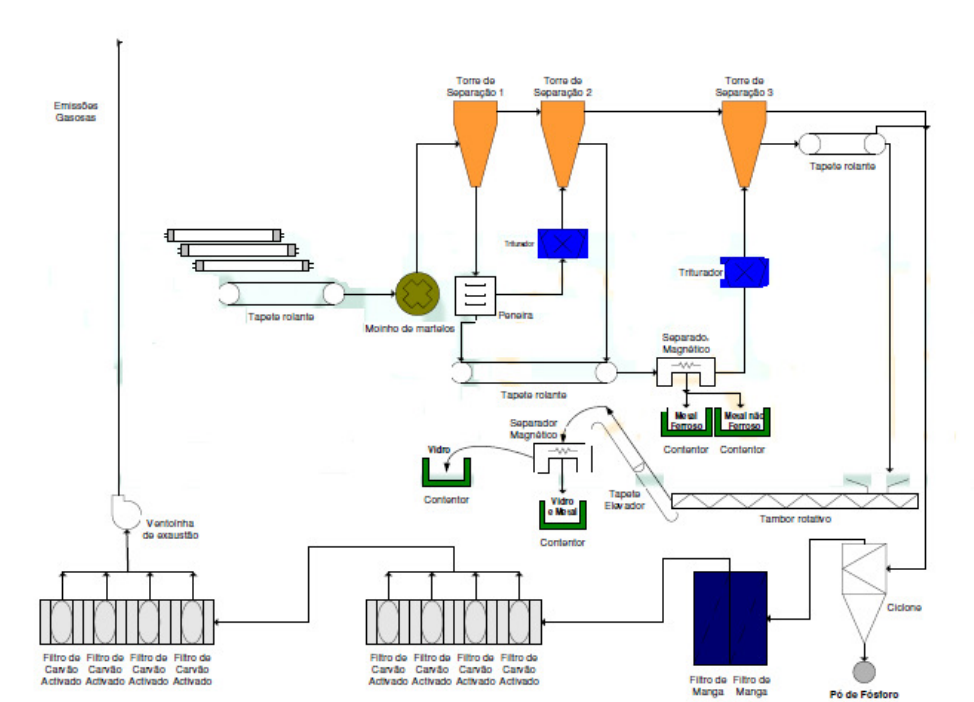 Emissões
Gasosas
Torre de
Separação 1
Torre de
Separação 2
Torre de
Separação 3
Tapete rolante
Triturador
Triturador
Tapete rolante
Moinho de martelos
Peneira
Separado.
Magnético
Tapete rolante
Mesal
Ferroso
Mesal não
Ferroso
Contentor
Contentor
Separador
Magnético
Vidro
Contentor
Vidro
e Mesal
Contentor
Tapete
Elevador
Tambor rotativo
Ventoinha
de exaustão
Ciclone
Filtro de
Carvão
Activado
Filtro de
Carvão
Activado
Filtro de
Carvão
Activado
Filtro de
Carvão
Activado
Filtro de
Carvão
Activado
Filtro de
Carvão
Activado
Filtro de
Carvão
Activado
Filtro de
Carvão
Activado
Filtro de
Manga
Filtro de
Manga
Pó de Fósforo